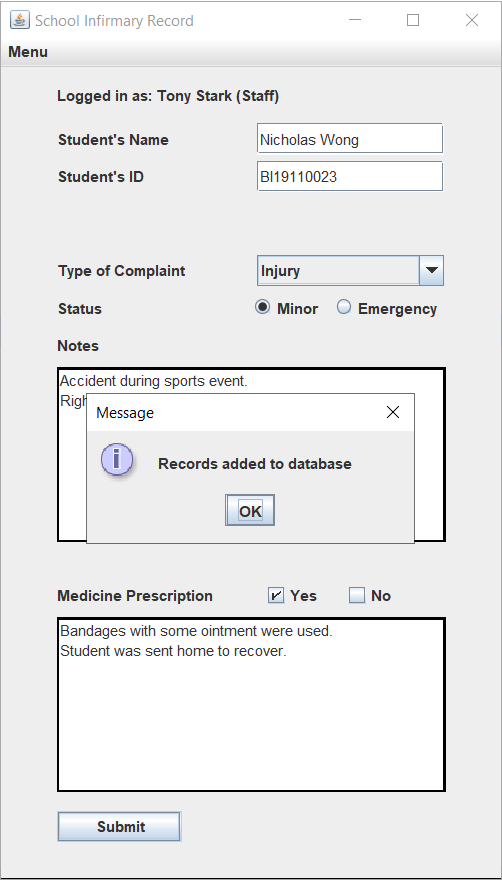 School Infirmary Record
Menu
Logged in as: Tony Stark (Staff)
Student's Name Nicholas Wong
Student's ID BI19110023
Type of Complaint Injury
Status Minor Emergency
Notes
Accident during sports event.
Message
Records added to database
OK
Medicine Prescription Yes No
Bandages with some ointment were used.
Student was sent home to recover.
Submit